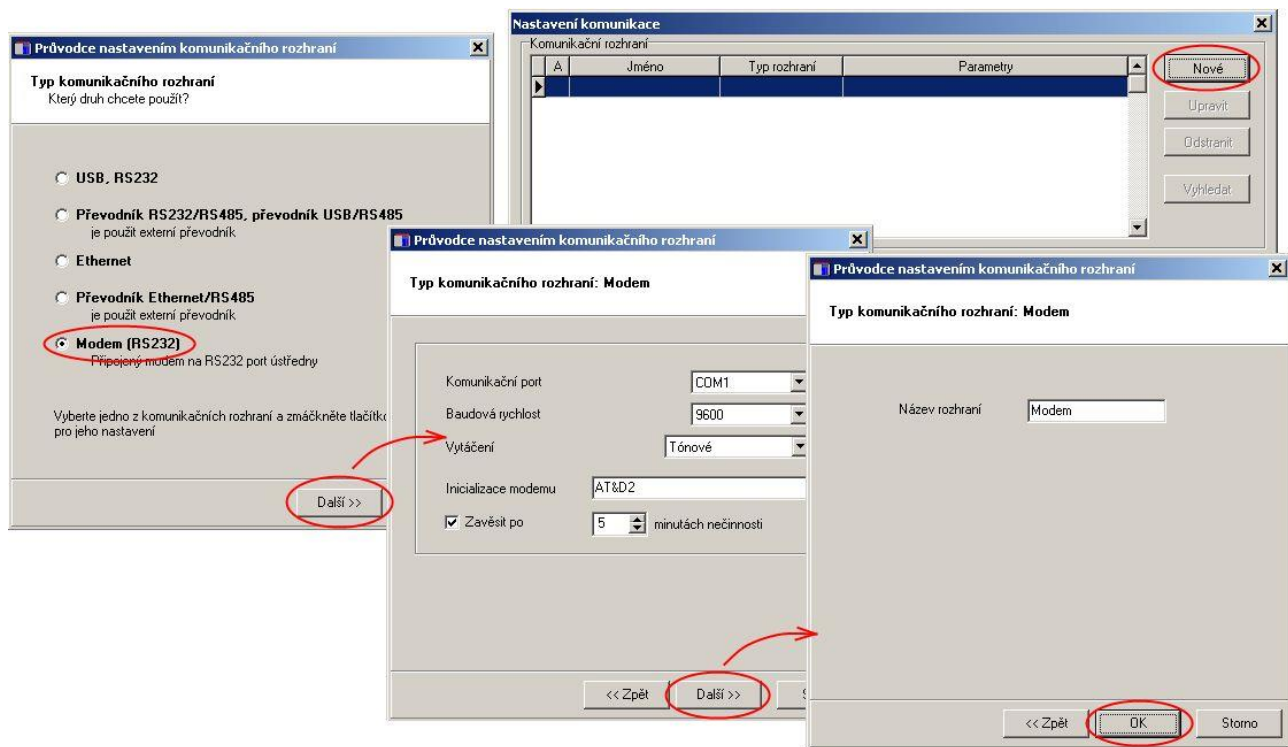 Průvodce nastavením komunikačního rozhraní
Typ komunikačního rozhraní
Který druh chcete použít?
USB, RS232
Převodník RS232/RS485, převodník USB/RS485
je použit externí převodník
Ethernet
Převodník Ethernet/RS485
je použit externí převodník
Modem (RS232)
Připojený modem na RS232 port ústředny
Vyberte jedno z komunikačních rozhraní a zmáčkněte
pro jeho nastavení
Další >>
Nastavení komunikace
Komunikační rozhraní
A Jméno Typ rozhraní Parametry
Nové
Upravit
Odstranit
Vyhledat
Průvodce nastavením komunikačního rozhraní
Typ komunikačního rozhraní: Modem
Komunikační port COM1
Baudová rychlost 9600
Vytáčení Tónové
Inicializace modemu AT&D2
Zavěsit po 5 minutách nečinnosti
<< Zpět Další >>
Průvodce nastavením komunikačního rozhraní
Typ komunikačního rozhraní: Modem
Název rozhraní Modem
<< Zpět OK Storno